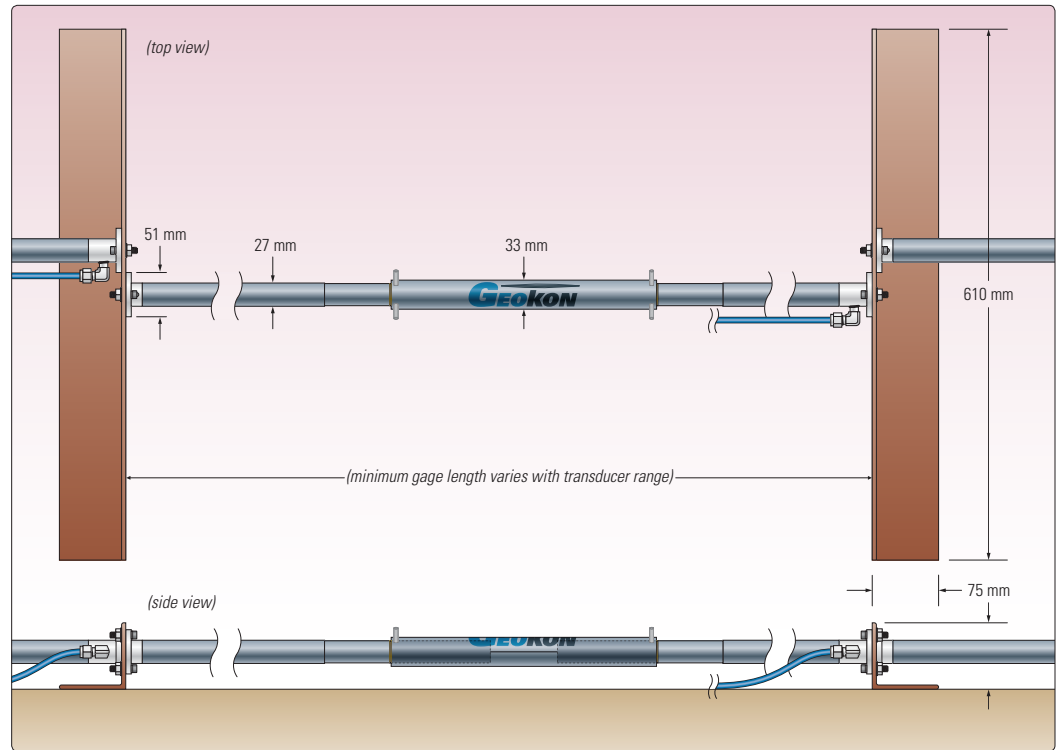 (top view)
51 mm
27 mm
33 mm
GEOKON
610 mm
(minimum gage length varies with transducer range)
75 mm
(side view)
GEOKON